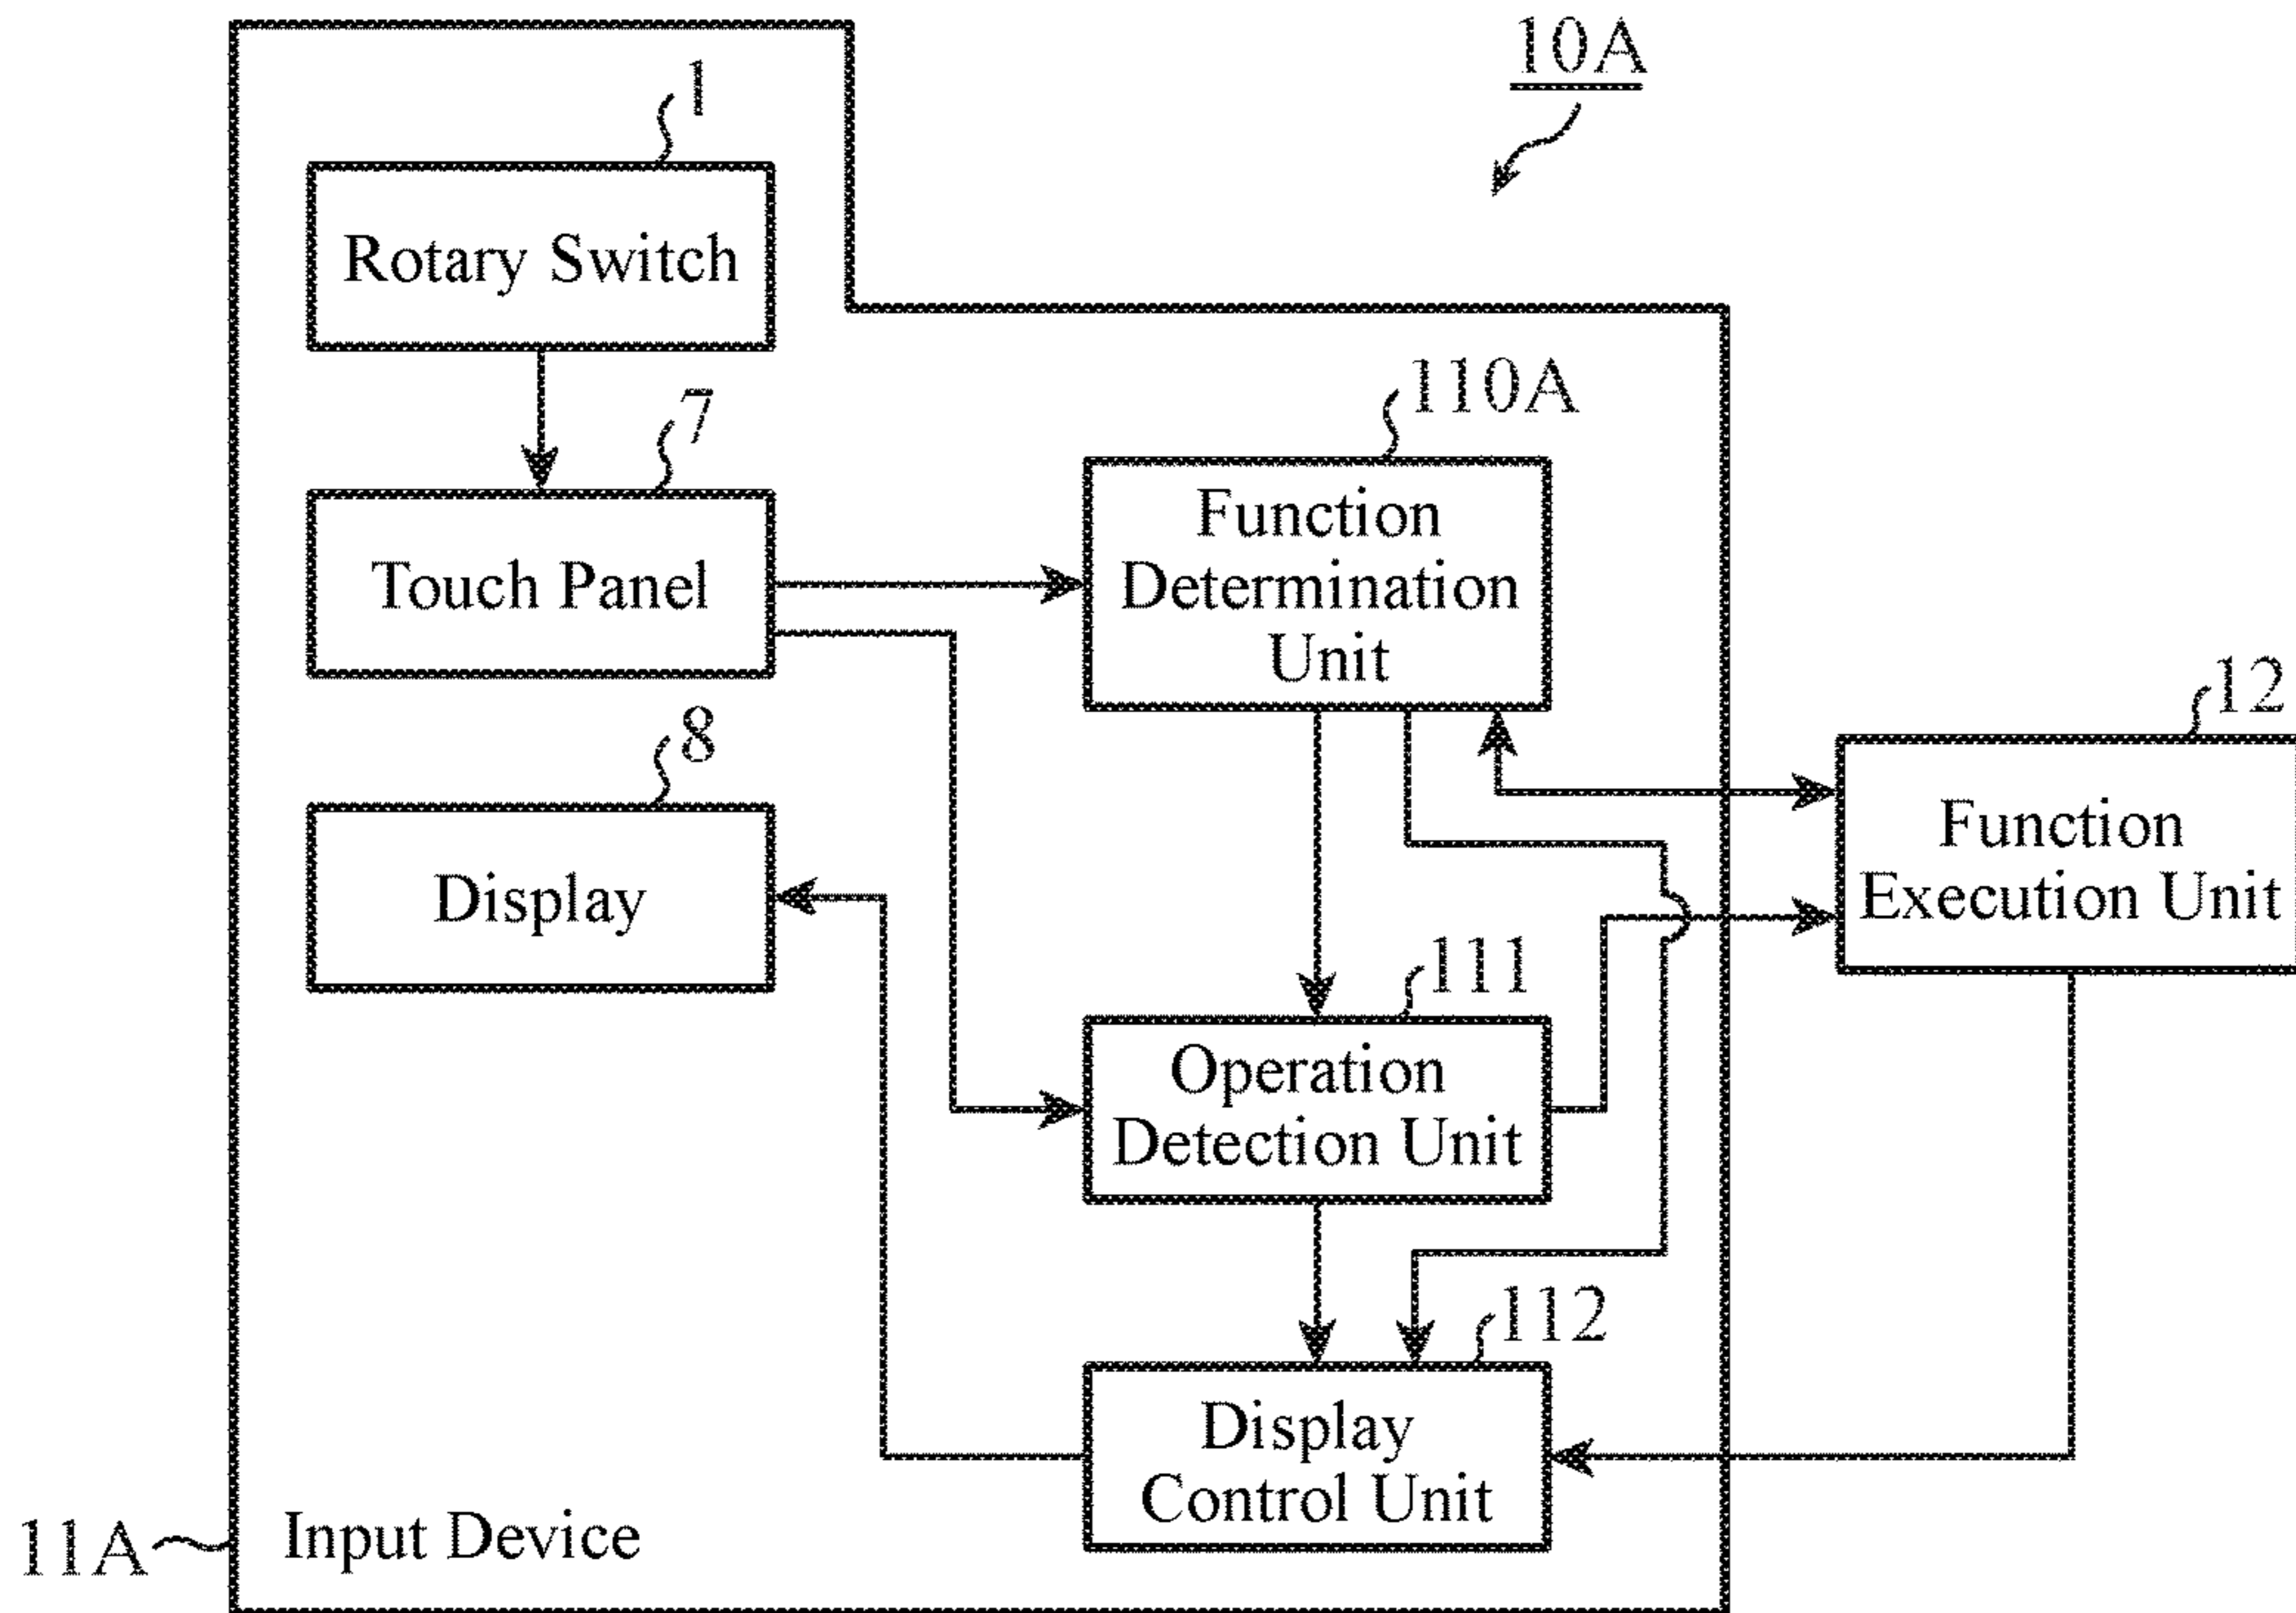 10A
1
Rotary Switch
7
Touch Panel
110A
Function
Determination
Unit
8
Display
12
Function
Execution Unit
111
Operation
Detection Unit
112
Display
Control Unit
11A
Input Device